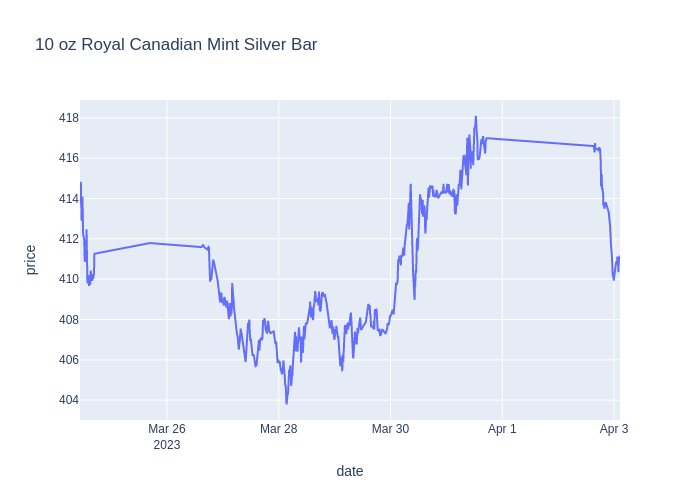 10 oz Royal Canadian Mint Silver Bar
418
416
414
412
410
408
406
404
price
Mar 26
2023
Mar 28
Mar 30
Apr 1
Apr 3
date